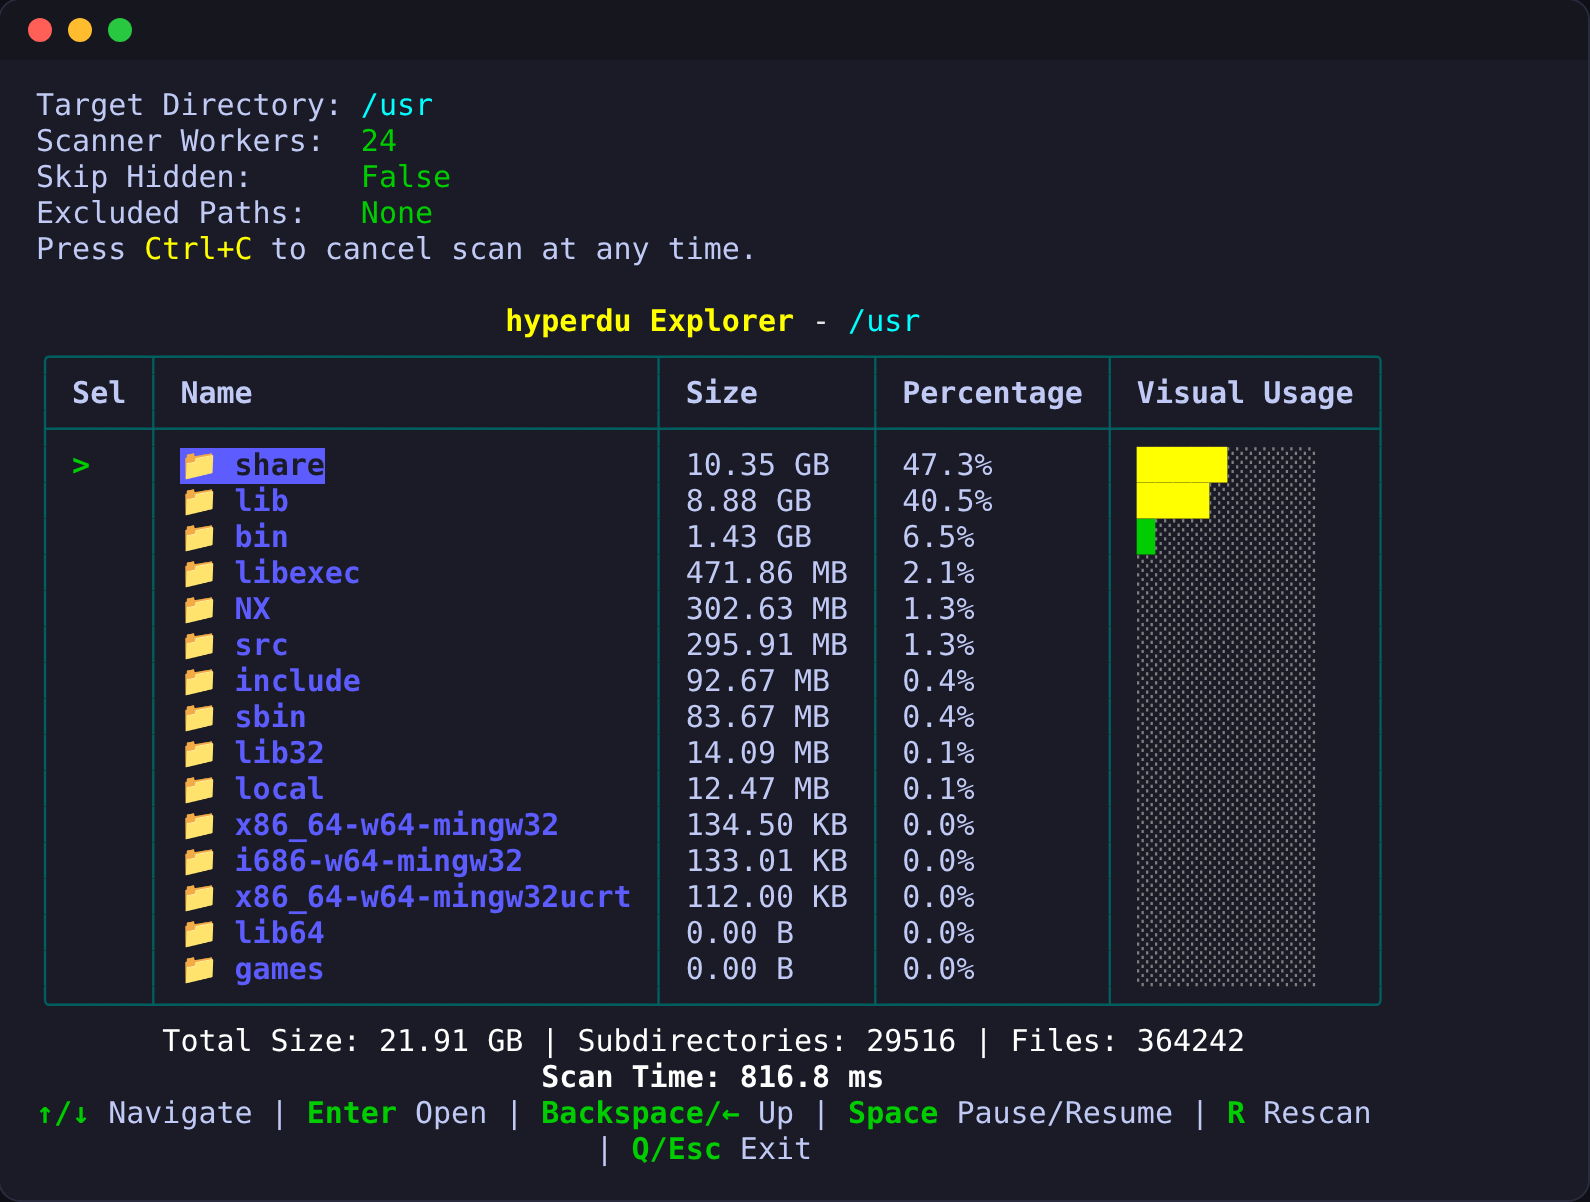 Target Directory: /usr
Scanner Workers:  24
Skip Hidden:      False
Excluded Paths:   None
Press Ctrl+C to cancel scan at any time.
hyperdu Explorer - /usr
Sel Name Size Percentage Visual Usage
> share 10.35 GB 47.3%
lib 8.88 GB 40.5%
bin 1.43 GB 6.5%
libexec 471.86 MB 2.1%
NX 302.63 MB 1.3%
src 295.91 MB 1.3%
include 92.67 MB 0.4%
sbin 83.67 MB 0.4%
lib32 14.09 MB 0.1%
local 12.47 MB 0.1%
x86_64-w64-mingw32 134.50 KB 0.0%
i686-w64-mingw32 133.01 KB 0.0%
x86_64-w64-mingw32ucrt 112.00 KB 0.0%
lib64 0.00 B 0.0%
games 0.00 B 0.0%
Total Size: 21.91 GB | Subdirectories: 29516 | Files: 364242
Scan Time: 816.8 ms
↑/↓ Navigate | Enter Open | Backspace/← Up | Space Pause/Resume | R Rescan
| Q/Esc Exit